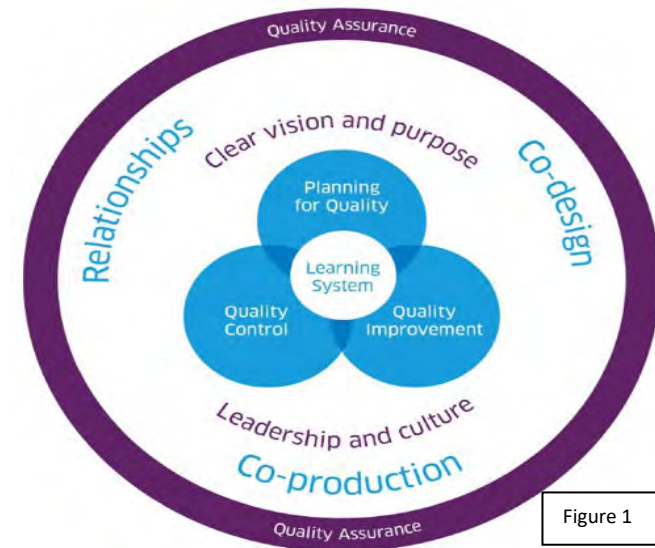 Quality Assurance
Relationships
Clear vision and purpose
Co-design
Planning
for Quality
Learning
System
Quality
Control
Quality
Improvement
Leadership and culture
Co-production
Quality Assurance
Figure 1